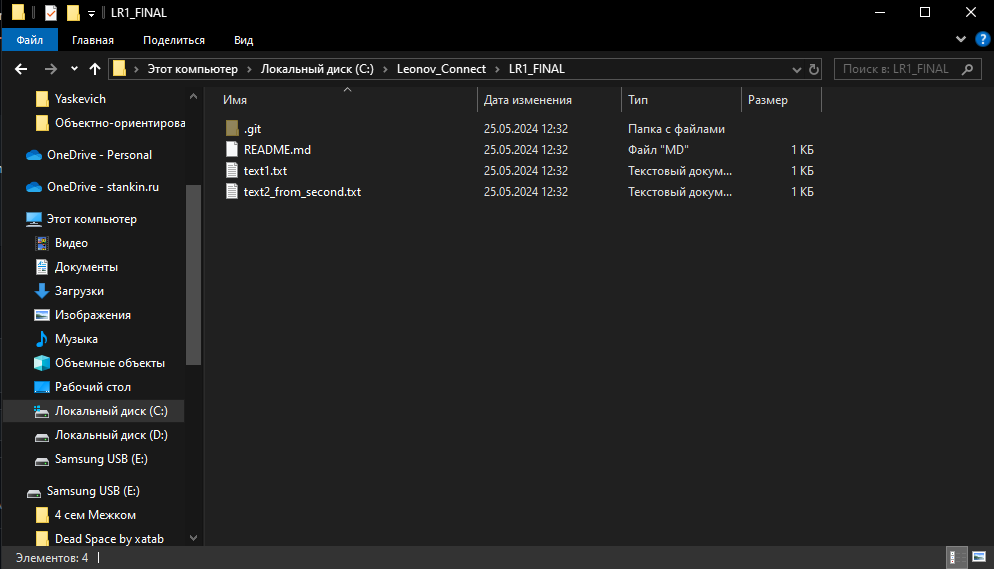 LR1_FINAL
Файл Главная Поделиться Вид
Этот компьютер Локальный диск (C:) Leonov_Connect LR1_FINAL
Поиск в: LR1_FINAL
Yaskevich
Объектно-ориентирова
OneDrive - Personal
OneDrive - stankin.ru
Этот компьютер
Видео
Документы
Загрузки
Изображения
Музыка
Объемные объекты
Рабочий стол
Локальный диск (C:)
Локальный диск (D:)
Samsung USB (E:)
Samsung USB (E:)
4 сем Межком
Dead Space by xatab
Имя Дата изменения Тип Размер
.git 25.05.2024 12:32 Папка с файлами
README.md 25.05.2024 12:32 Файл "MD" 1 КБ
text1.txt 25.05.2024 12:32 Текстовый докум... 1 КБ
text2_from_second.txt 25.05.2024 12:32 Текстовый докум... 1 КБ
Элементов: 4